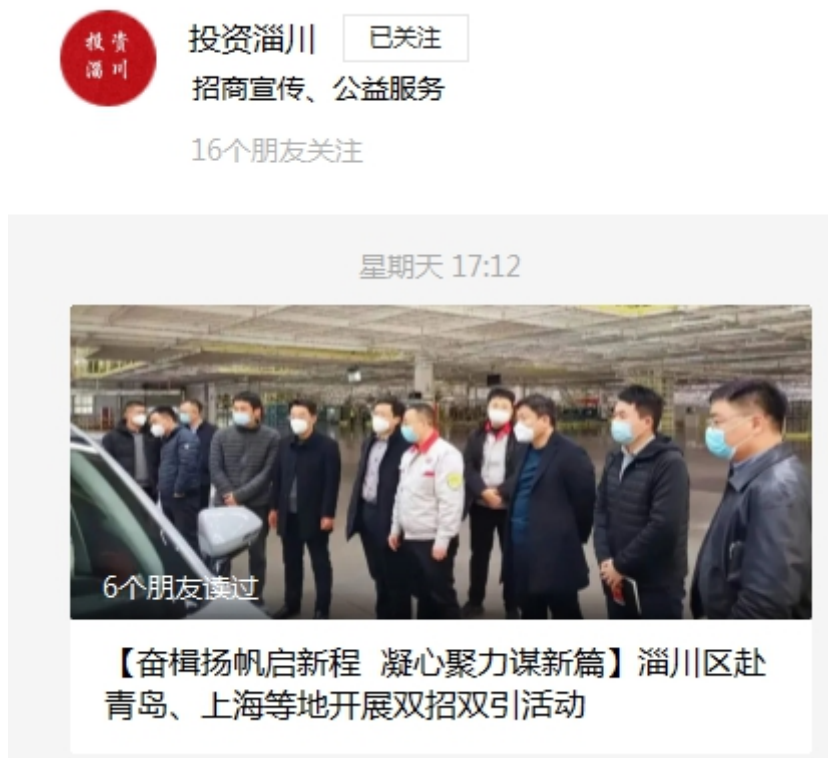 投资
淄川
投资淄川
已关注
招商宣传、公益服务
16个朋友关注
星期天 17:12
6个朋友读过
【奋楫扬帆启新程 凝心聚力谋新篇】淄川区赴
青岛、上海等地开展双招双引活动